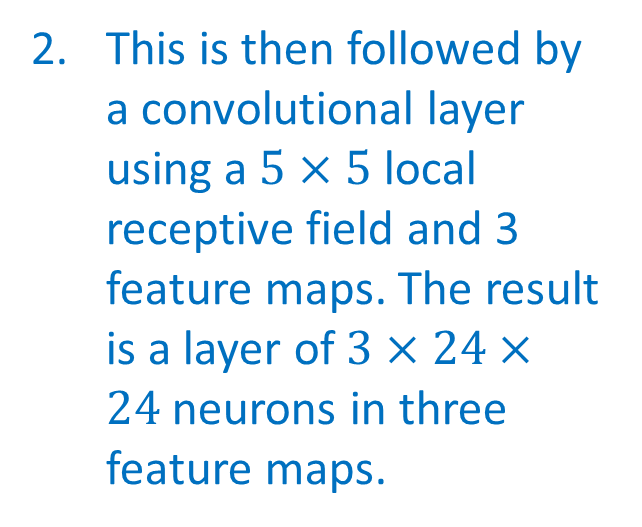 2. This is then followed by
a convolutional layer
using a 5 × 5 local
receptive field and 3
feature maps. The result
is a layer of 3 × 24 ×
24 neurons in three
feature maps.